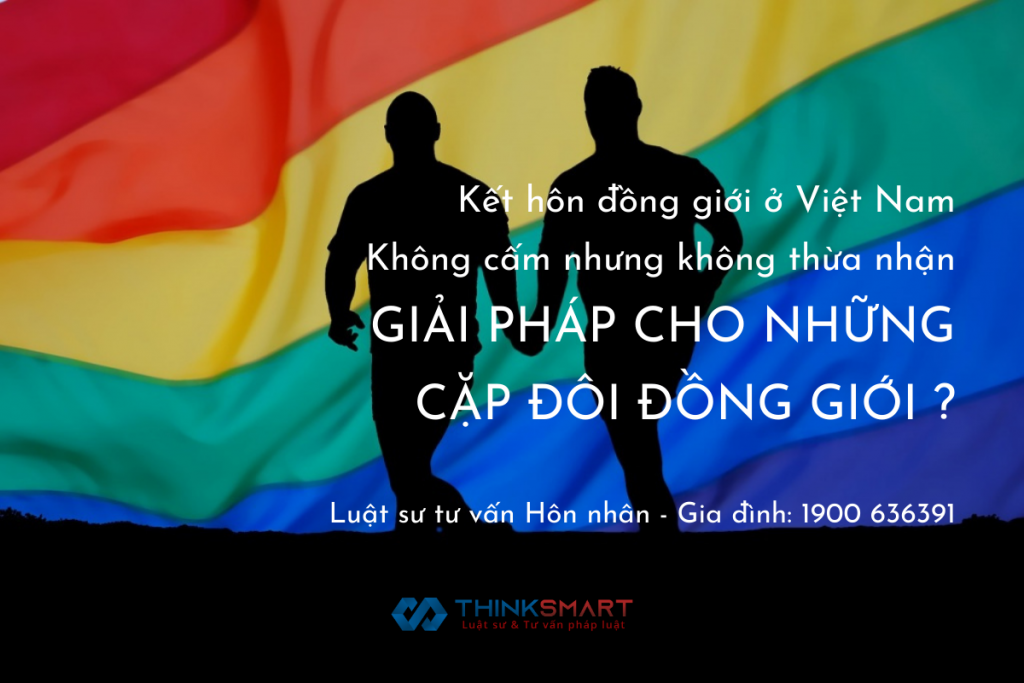 Kết hôn đồng giới ở Việt Nam
Không cấm nhưng không thừa nhận
GIẢI PHÁP CHO NHỮNG
CẶP ĐÔI ĐỒNG GIỚI ?
Luật sư tư vấn Hôn nhân - Gia đình: 1900 636391
THINKSMART
Luật sư & Tư vấn pháp luật